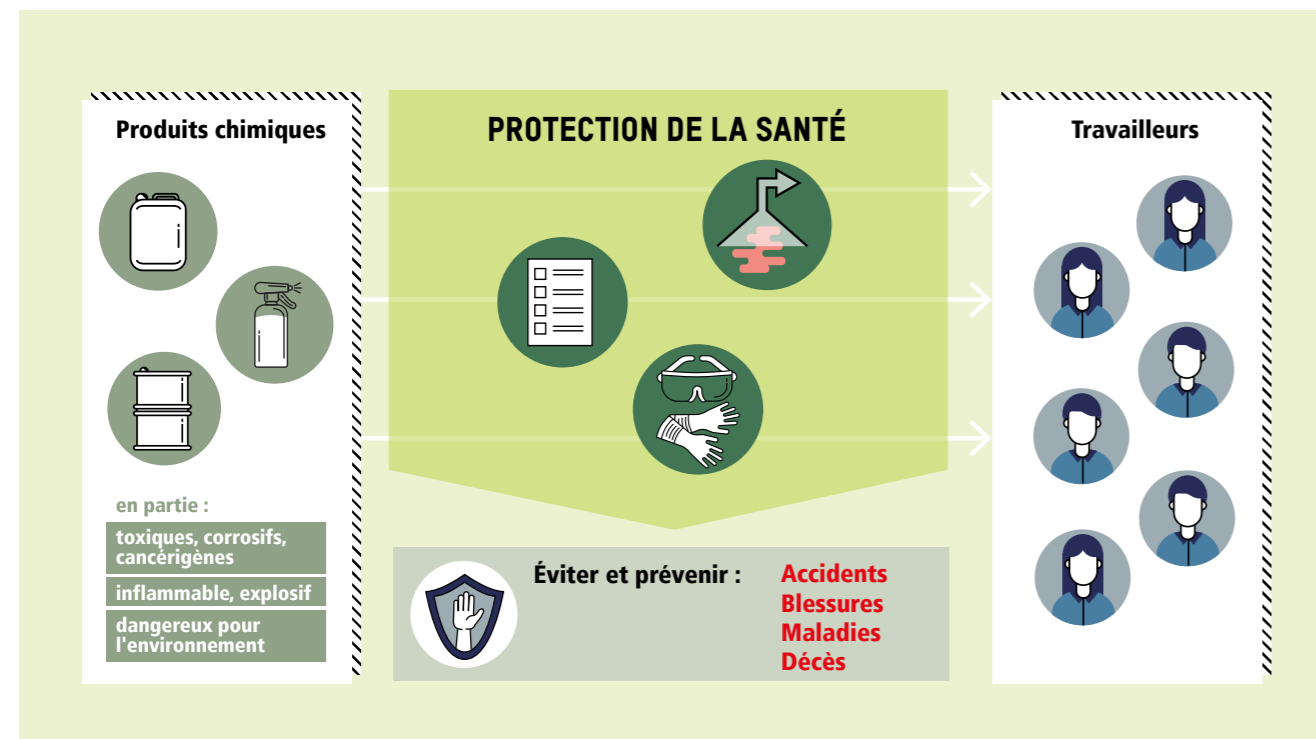 Produits chimiques
en partie :
toxiques, corrosifs,
cancérigènes
inflammable, explosif
dangereux pour
l'environnement
PROTECTION DE LA SANTÉ
Éviter et prévenir :
Accidents
Blessures
Maladies
Décès
Travailleurs